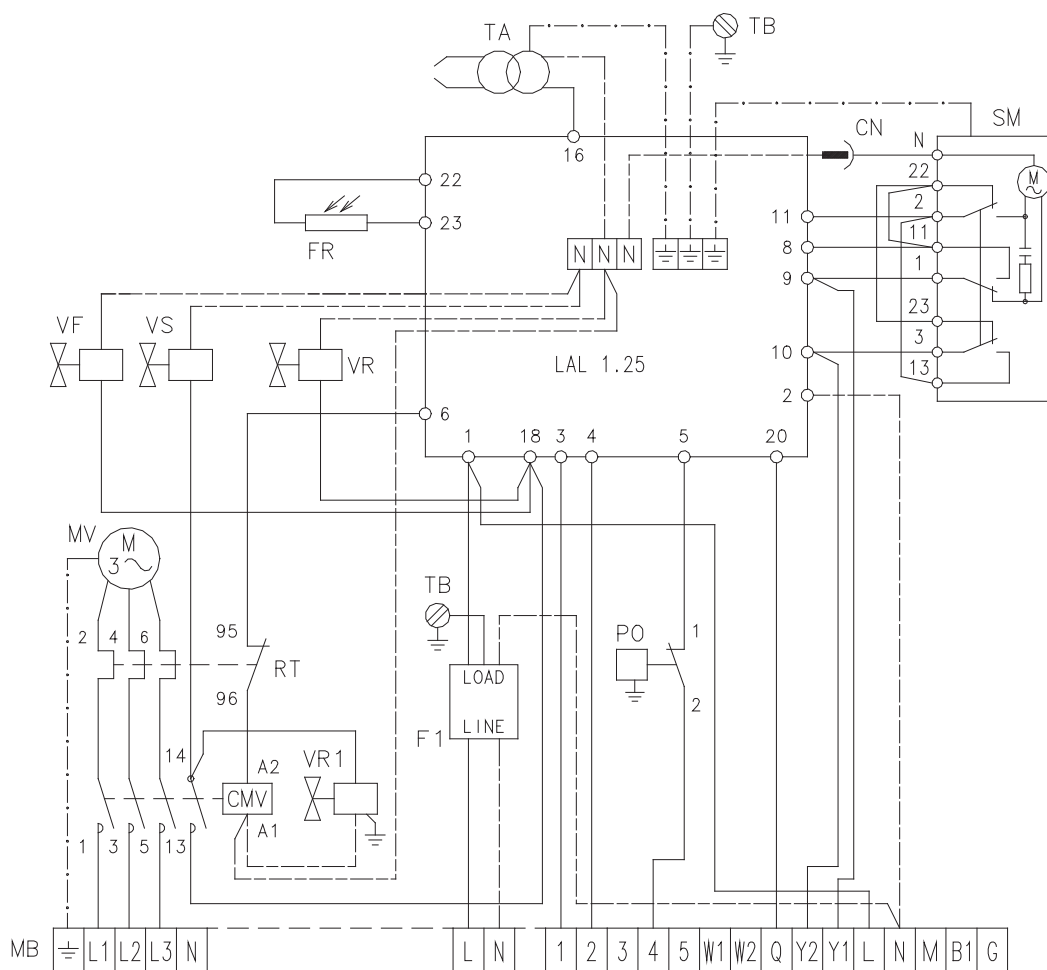 TA
TB
CN
SM
16
N
22
M
22
2
23
11
11
FR
8
N N N
1
9
VF
VS
VR
23
LAL 1.25
10
3
13
6
2
1
18
3
4
5
20
MV
M
3
TB
2
4
6
95
PO
1
RT
LOAD
96
2
LINE
F1
14
VR1
A2
CMV
A1
1
3
5
13
MB
L1 L2 L3 N
L N
1 2 3 4 5 W1 W2 Q Y2 Y1 L N M B1 G